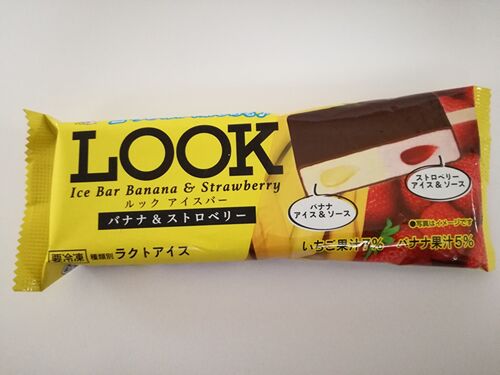 LOOK
Ice Bar Banana & Strawberry
ルック アイスバー
バナナ&ストロベリー
要冷凍 種類別 ラクトアイス
バナナ
アイス&ソース
ストロベリー
アイス&ソース
●写真はイメージです
いちご果汁7% バナナ果汁5%